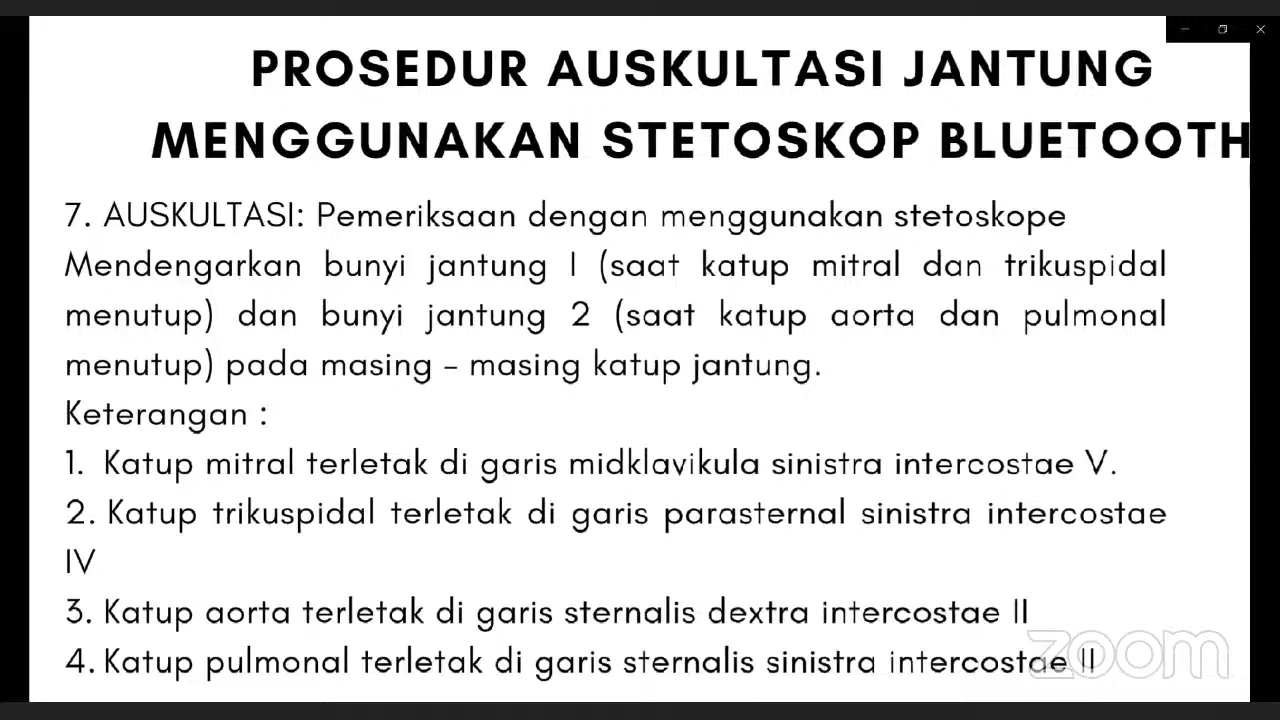 PROSEDUR AUSKULTASI JANTUNG
MENGGUNAKAN STETOSKOP BLUETOOTH
7. AUSKULTASI: Pemeriksaan dengan menggunakan stetoskope
Mendengarkan bunyi jantung I (saat katup mitral dan trikuspidal
menutup) dan bunyi jantung 2 (saat katup aorta dan pulmonal
menutup) pada masing – masing katup jantung.
Keterangan :
1. Katup mitral terletak di garis midklavikula sinistra intercostae V.
2. Katup trikuspidal terletak di garis parasternal sinistra intercostae
IV
3. Katup aorta terletak di garis sternalis dextra intercostae II
4. Katup pulmonal terletak di garis sternalis sinistra intercostae II
zoom